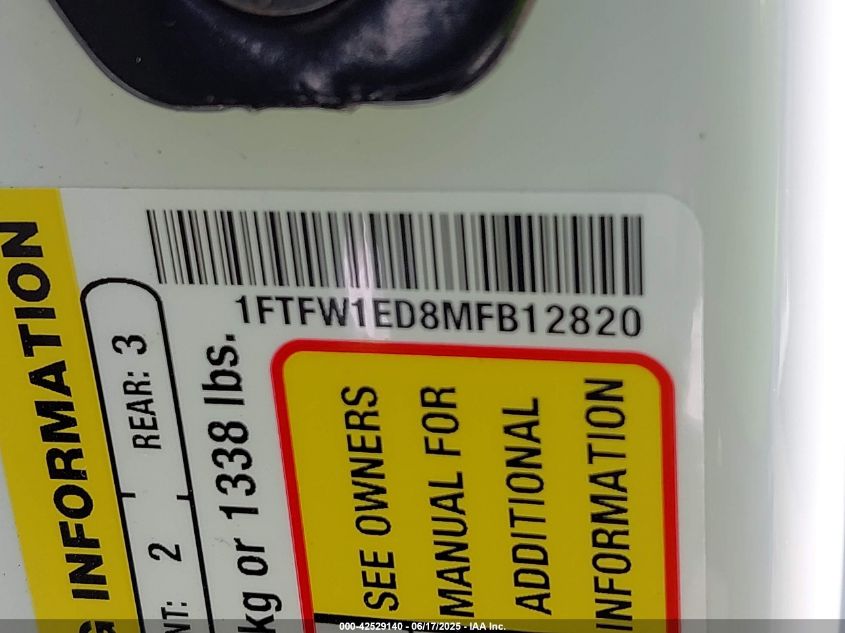 1FTFW1ED8MFB12820
G INFORMATION
NT: 2 REAR: 3
kg or 1338 lbs.
SEE OWNERS
MANUAL FOR
ADDITIONAL
INFORMATION
000-42529140 - 06/17/2025 - IAA Inc.